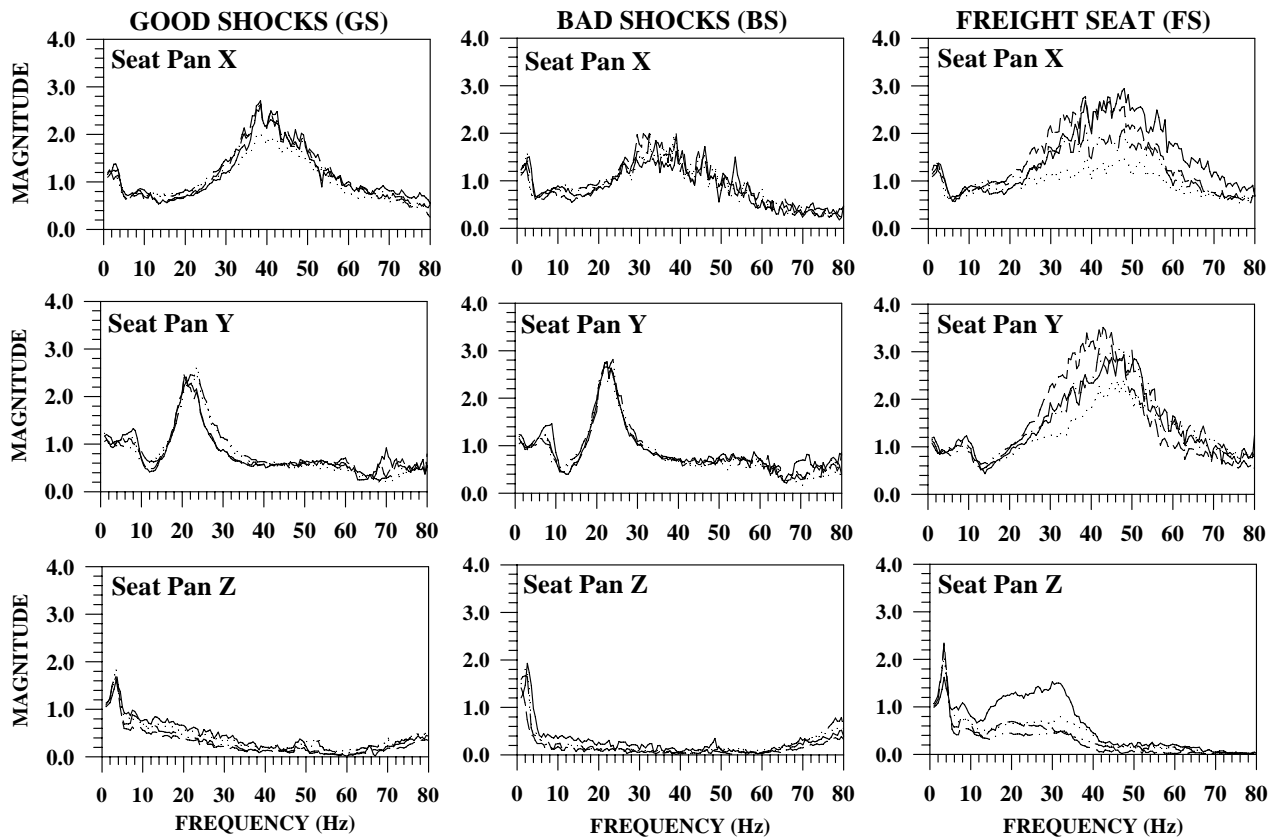 GOOD SHOCKS (GS)
BAD SHOCKS (BS)
FREIGHT SEAT (FS)
MAGNITUDE
4.0
3.0
2.0
1.0
0.0
Seat Pan X
0 10 20 30 40 50 60 70 80
4.0
3.0
2.0
1.0
0.0
Seat Pan X
0 10 20 30 40 50 60 70 80
4.0
3.0
2.0
1.0
0.0
Seat Pan X
0 10 20 30 40 50 60 70 80
MAGNITUDE
4.0
3.0
2.0
1.0
0.0
Seat Pan Y
0 10 20 30 40 50 60 70 80
4.0
3.0
2.0
1.0
0.0
Seat Pan Y
0 10 20 30 40 50 60 70 80
4.0
3.0
2.0
1.0
0.0
Seat Pan Y
0 10 20 30 40 50 60 70 80
MAGNITUDE
4.0
3.0
2.0
1.0
0.0
Seat Pan Z
0 10 20 30 40 50 60 70 80
FREQUENCY (Hz)
4.0
3.0
2.0
1.0
0.0
Seat Pan Z
0 10 20 30 40 50 60 70 80
FREQUENCY (Hz)
4.0
3.0
2.0
1.0
0.0
Seat Pan Z
0 10 20 30 40 50 60 70 80
FREQUENCY (Hz)